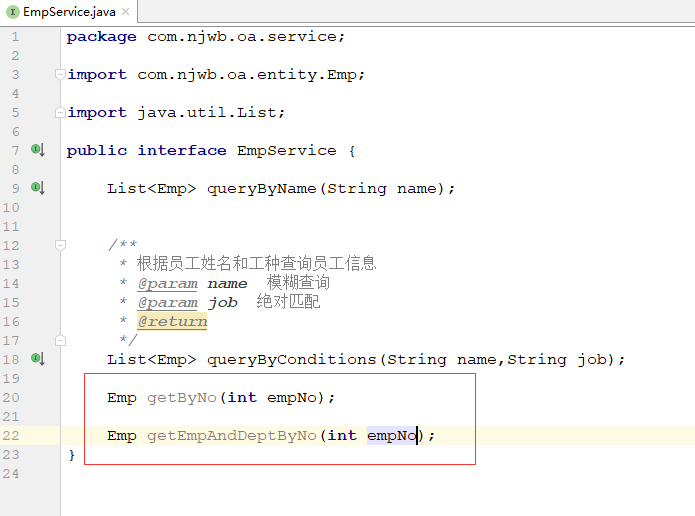 EmpService.java
1 package com.njwb.oa.service;
2
3 import com.njwb.oa.entity.Emp;
4
5 import java.util.List;
6
7 public interface EmpService {
8
9 List<Emp> queryByName(String name);
10
11
12 /**
13 * 根据员工姓名和工种查询员工信息
14 * @param name 模糊查询
15 * @param job 绝对匹配
16 * @return
17 */
18 List<Emp> queryByConditions(String name,String job);
19
20 Emp getByNo(int empNo);
21
22 Emp getEmpAndDeptByNo(int empNo);
23 }
24